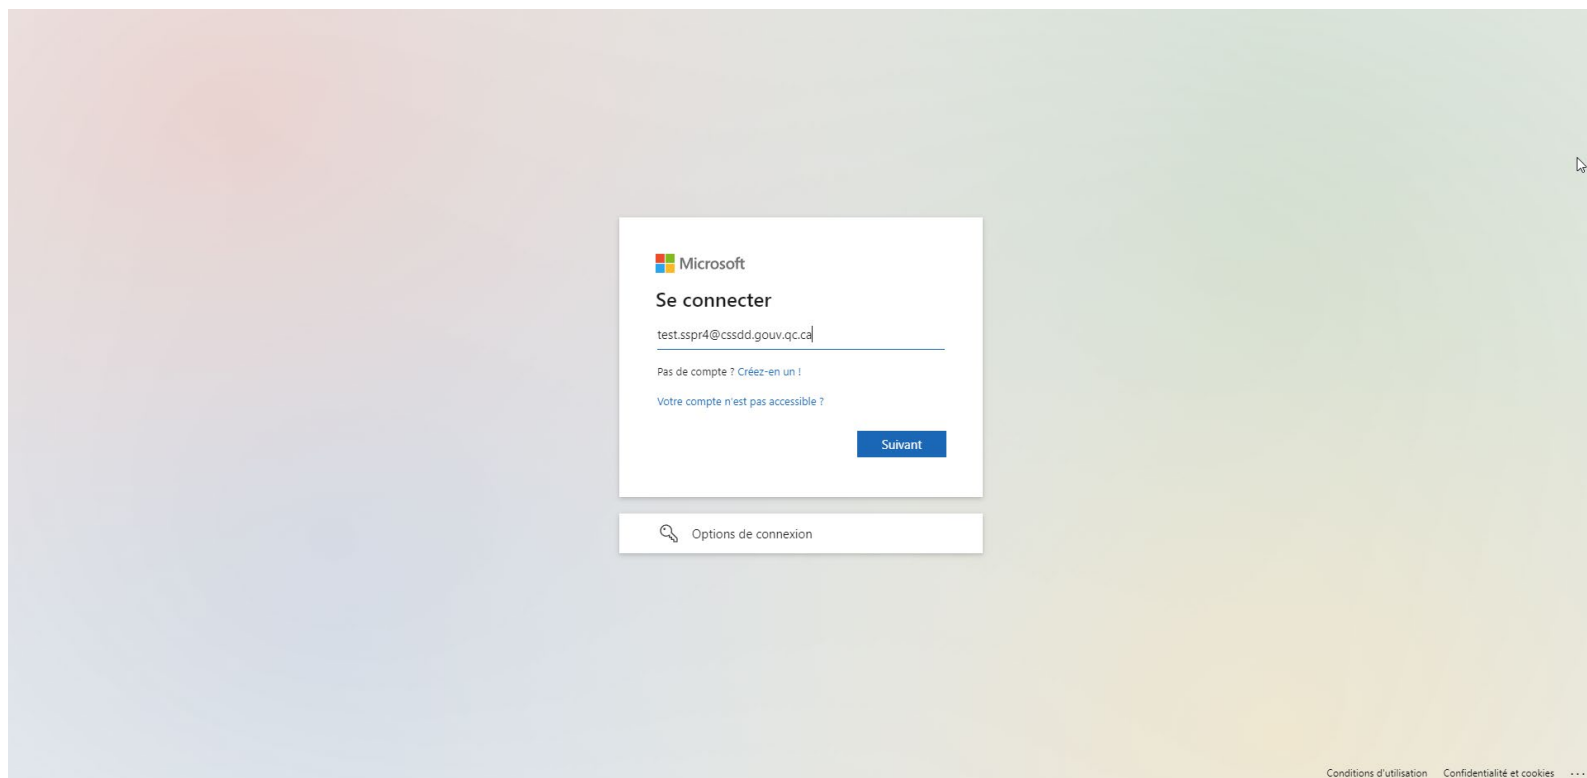 Microsoft
Se connecter
test.sspr4@cssdd.gouv.qc.ca
Pas de compte ? Créez-en un !
Votre compte n'est pas accessible ?
Suivant
Options de connexion
Conditions d'utilisation Confidentialité et cookies ...